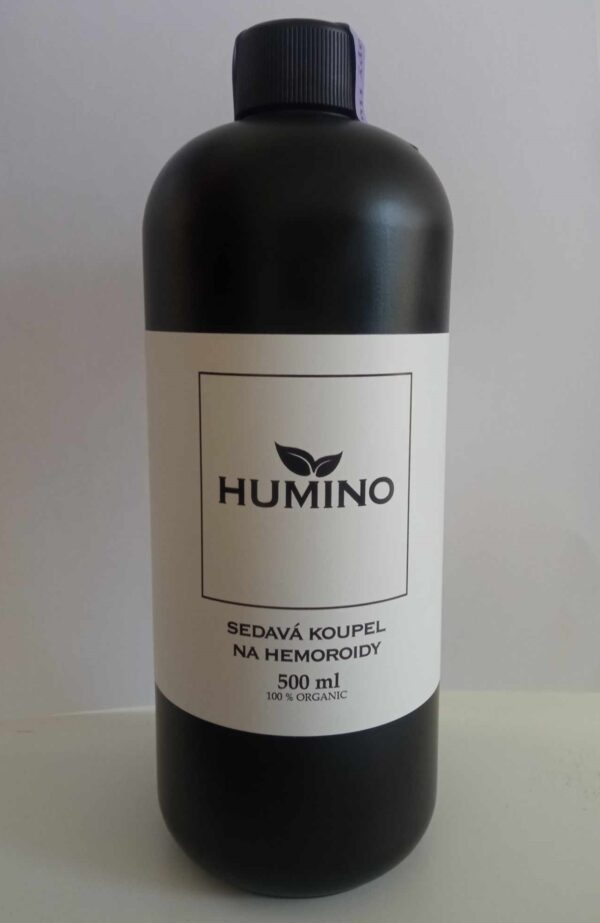 HUMINO
SEDAVÁ KOUPEL
NA HEMOROIDY
500 ml
100 % ORGANIC